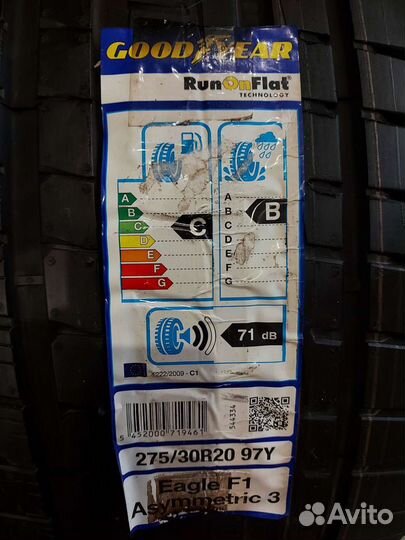 GOODYEAR
RunOnFlat
TECHNOLOGY
A
B
C
D
E
F
G
C
A
B
C
D
E
F
G
B
71 dB
1222/2009 - C1
5 452000 719461
544334
275/30R20 97Y
Eagle F1
Asymmetric 3
Avito